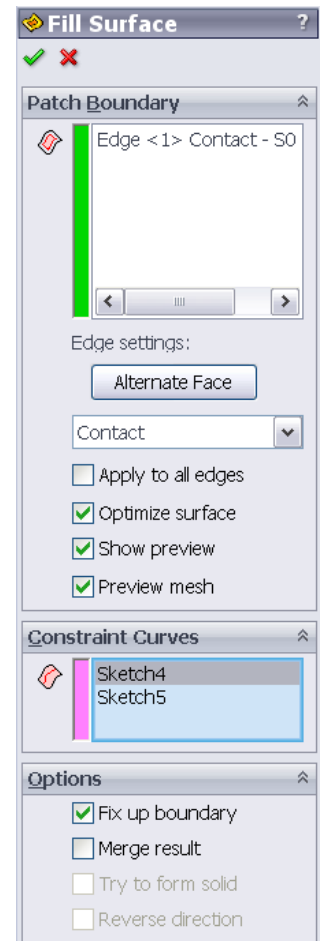 Fill Surface ?
Patch Boundary
Edge <1> Contact - S0
Edge settings:
Alternate Face
Contact
Apply to all edges
Optimize surface
Show preview
Preview mesh
Constraint Curves
Sketch4
Sketch5
Options
Fix up boundary
Merge result
Try to form solid
Reverse direction